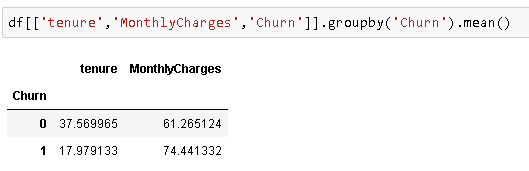 df[['tenure','MonthlyCharges','Churn']].groupby('Churn').mean()
tenure MonthlyCharges
Churn
0 37.569965 61.265124
1 17.979133 74.441332